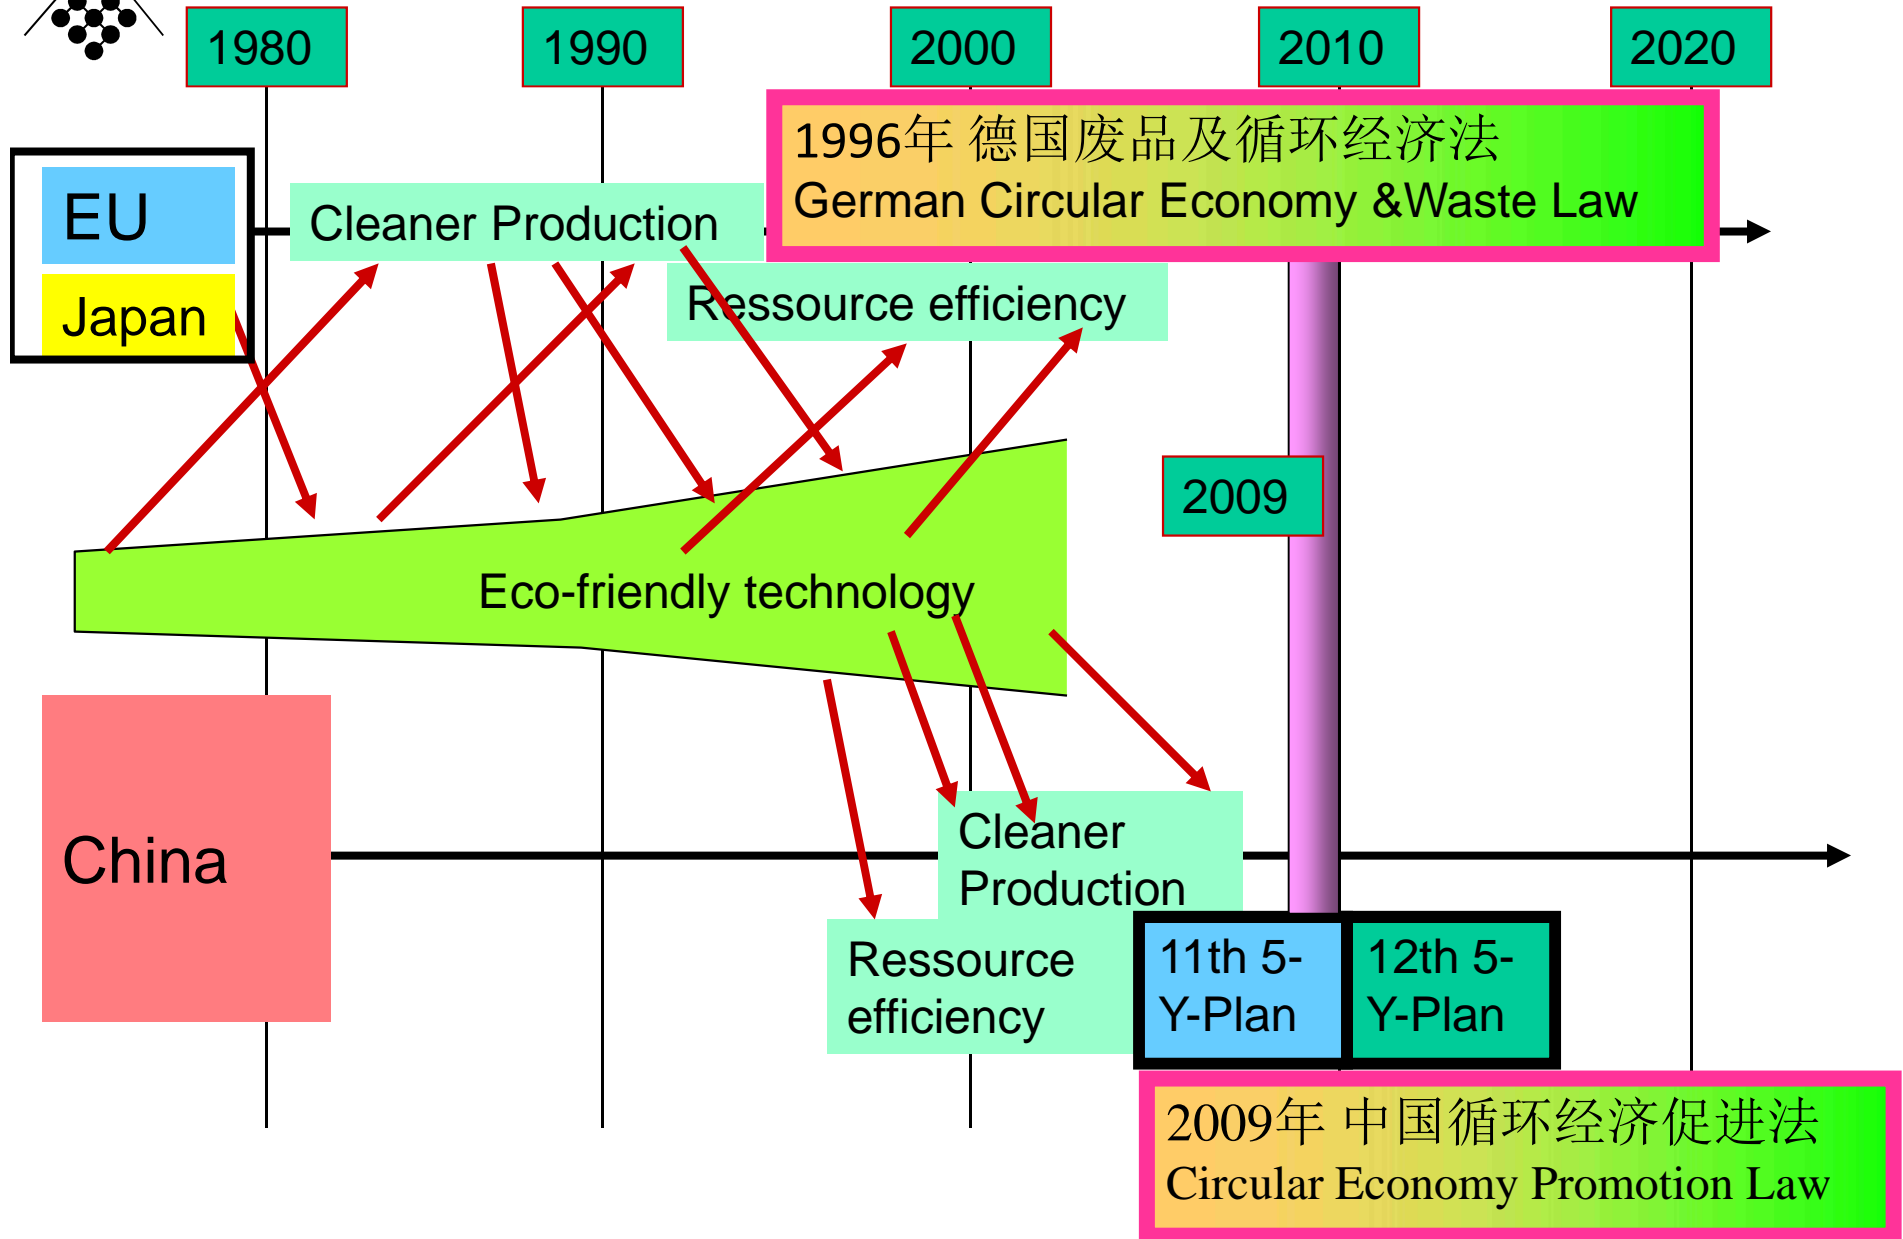 1980
1990
2000
2010
2020
1996年 德国废品及循环经济法
German Circular Economy &Waste Law
EU
Japan
Cleaner Production
Ressource efficiency
2009
Eco-friendly technology
China
Cleaner
Production
Ressource
efficiency
11th 5-
Y-Plan
12th 5-
Y-Plan
2009年 中国循环经济促进法
Circular Economy Promotion Law